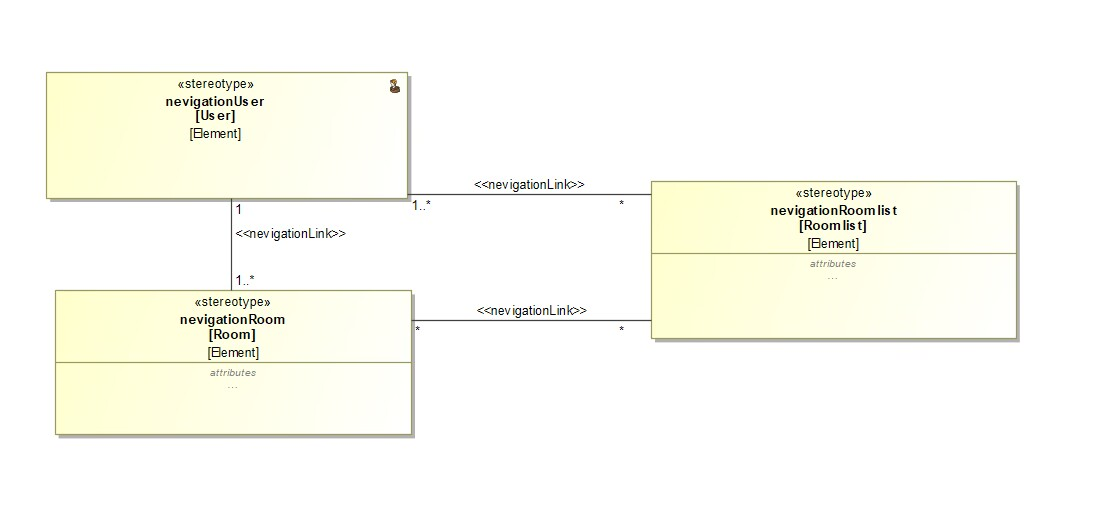 «stereotype»
nevigationUser
[User]
[Element]
<<nevigationLink>>
1..*
*
1
<<nevigationLink>>
1..*
«stereotype»
nevigationRoomlist
[Roomlist]
[Element]
attributes
...
«stereotype»
nevigationRoom
[Room]
[Element]
attributes
...
<<nevigationLink>>
*
*